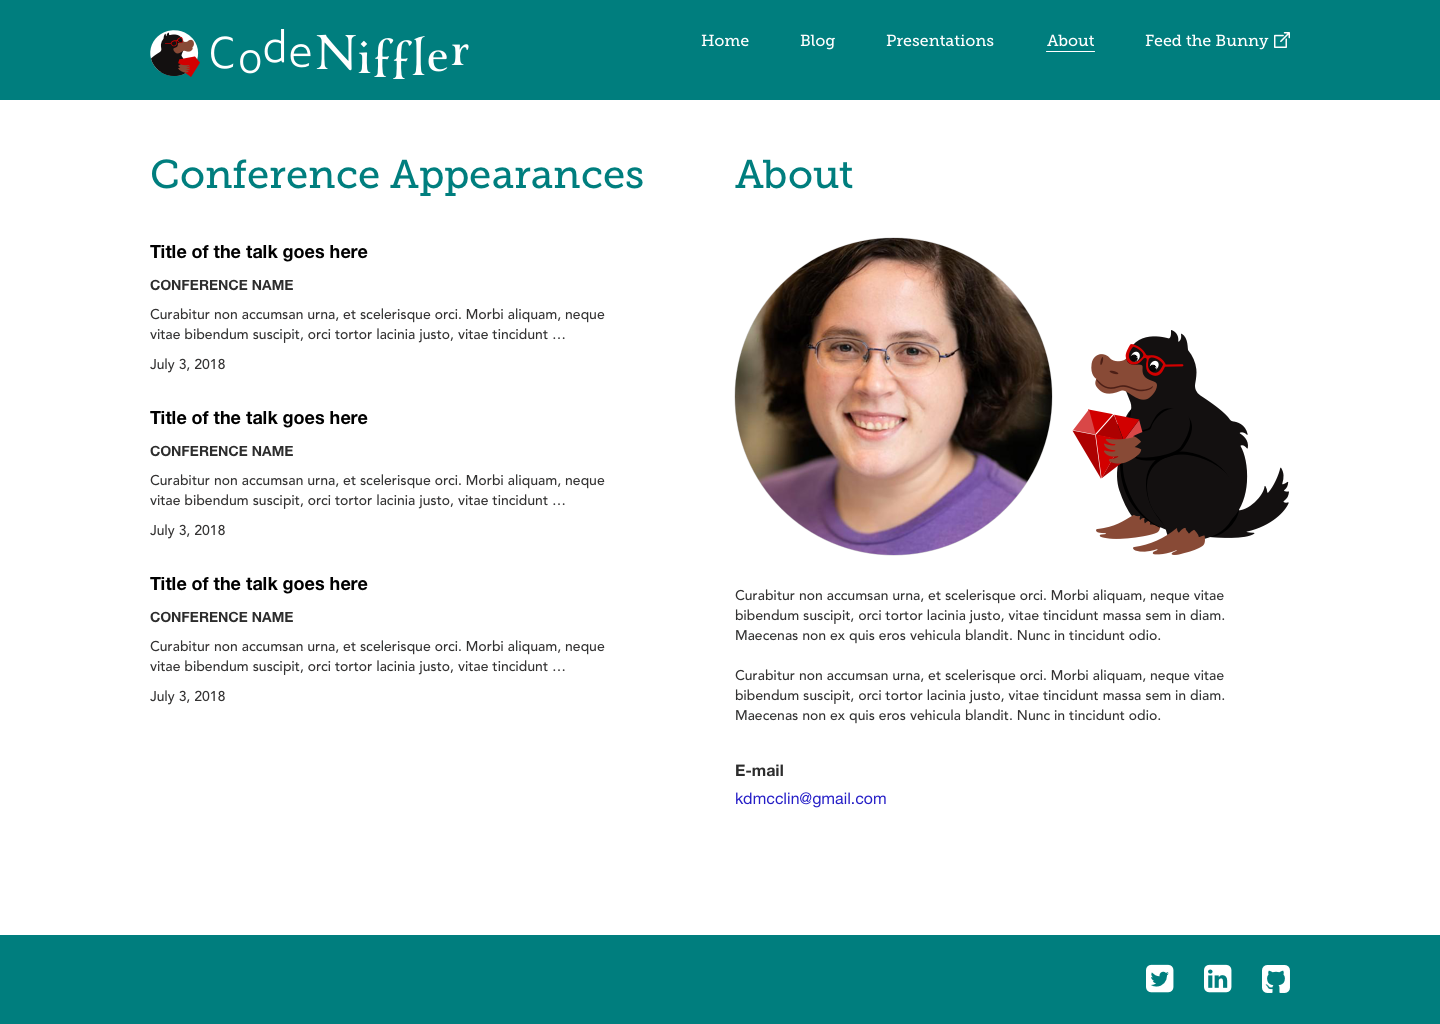 CodeNiffler
Home
Blog
Presentations
About
Feed the Bunny
Conference Appearances
Title of the talk goes here
CONFERENCE NAME
Curabitur non accumsan urna, et scelerisque orci. Morbi aliquam, neque
vitae bibendum suscipit, orci tortor lacinia justo, vitae tincidunt …
July 3, 2018
Title of the talk goes here
CONFERENCE NAME
Curabitur non accumsan urna, et scelerisque orci. Morbi aliquam, neque
vitae bibendum suscipit, orci tortor lacinia justo, vitae tincidunt …
July 3, 2018
Title of the talk goes here
CONFERENCE NAME
Curabitur non accumsan urna, et scelerisque orci. Morbi aliquam, neque
vitae bibendum suscipit, orci tortor lacinia justo, vitae tincidunt …
July 3, 2018
About
Curabitur non accumsan urna, et scelerisque orci. Morbi aliquam, neque vitae
bibendum suscipit, orci tortor lacinia justo, vitae tincidunt massa sem in diam.
Maecenas non ex quis eros vehicula blandit. Nunc in tincidunt odio.
Curabitur non accumsan urna, et scelerisque orci. Morbi aliquam, neque vitae
bibendum suscipit, orci tortor lacinia justo, vitae tincidunt massa sem in diam.
Maecenas non ex quis eros vehicula blandit. Nunc in tincidunt odio.
E-mail
kdmcclin@gmail.com
in